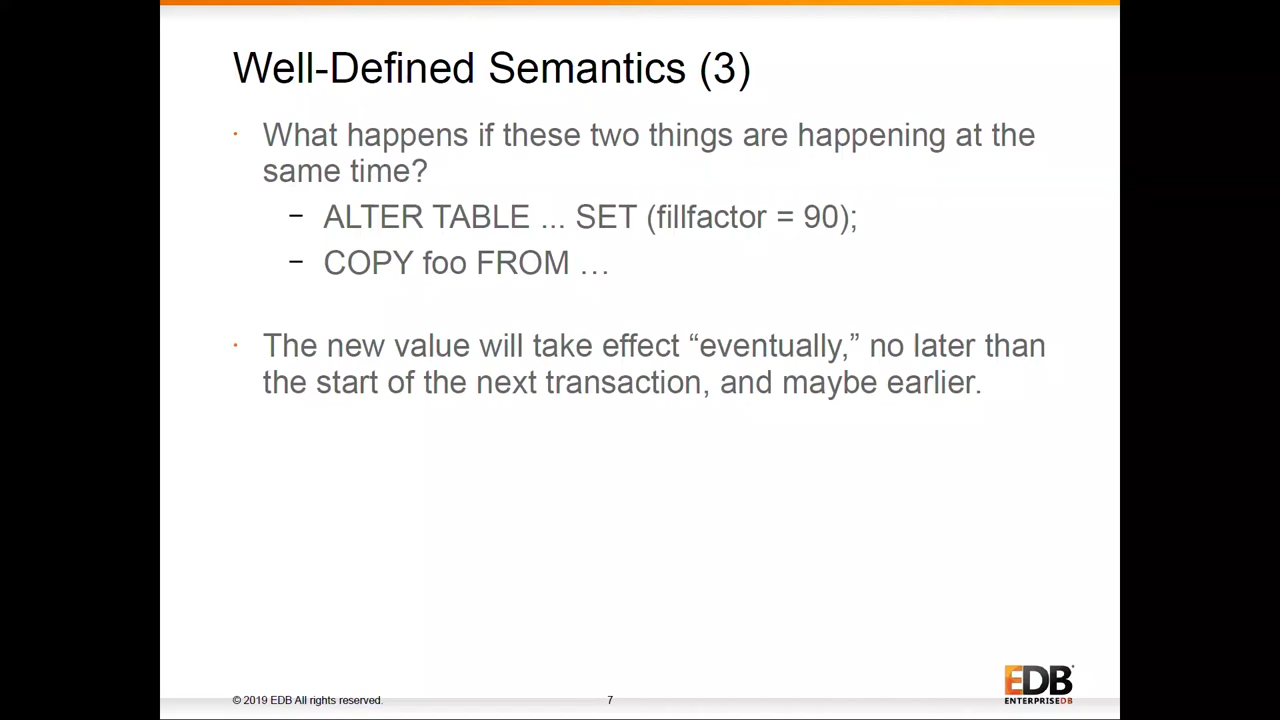 Well-Defined Semantics (3)
· What happens if these two things are happening at the
same time?
– ALTER TABLE ... SET (fillfactor = 90);
– COPY foo FROM …
· The new value will take effect “eventually,” no later than
the start of the next transaction, and maybe earlier.
© 2019 EDB All rights reserved.
7
EDB
ENTERPRISEDB